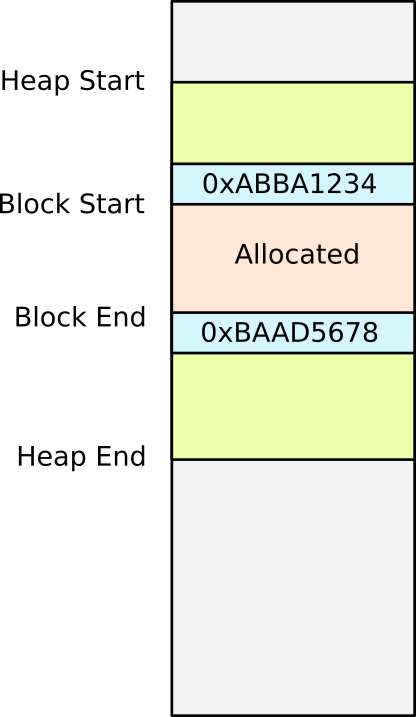 Heap Start
0xABBA1234
Block Start
Allocated
Block End
0xBAAD5678
Heap End